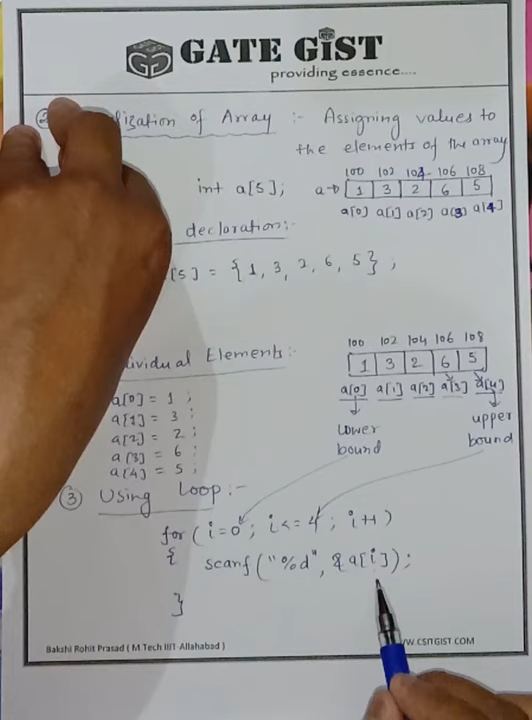 GATE GIST
providing essence....
lization of Array :- Assigning values to
the elements of the array
100 102 104 106 108
int a[5]; a→ 1 3 2 6 5
a[0] a[1] a[2] a[3] a[4]
declaration:-
[5] = {1, 3, 2, 6, 5} ;
dividual Elements:-
100 102 104 106 108
1 3 2 6 5
a[0] a[1] a[2] a[3] a[4]
a[0] = 1 ;
a[1] = 3 ;
a[2] = 2 ;
a[3] = 6 ;
a[4] = 5 ;
lower bound
upper bound
③ Using Loop :-
for ( i=0 ; i<= 4 ; i++)
{ scanf ("%d", &a[i]);
}
Bakshi Rohit Prasad ( M.Tech IIIT-Allahabad )
WW.CSITGIST.COM